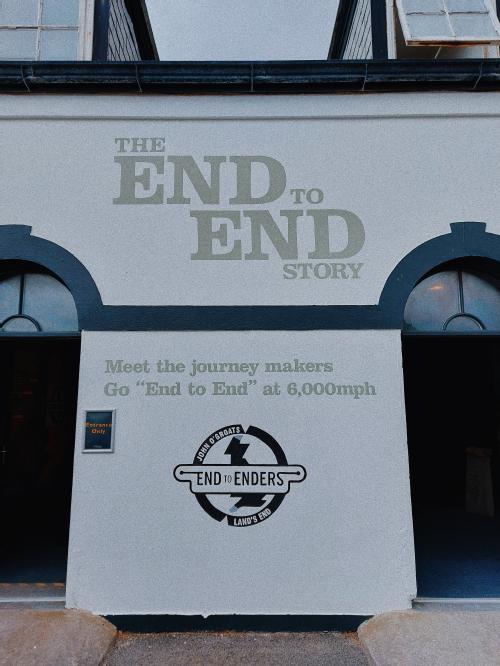 THE
END TO
END
STORY
Meet the journey makers
Go “End to End” at 6,000mph
Entrance
Only
JOHN O'GROATS
END TO ENDERS
LAND'S END